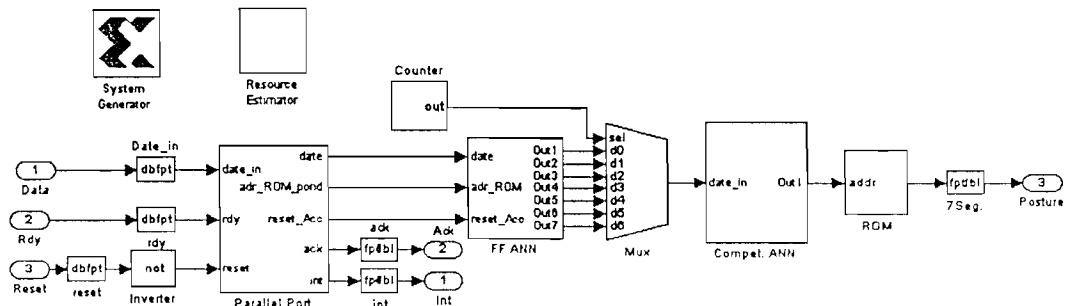 System
Generator
Resource
Estimator
Counter
out
Date_in
1
Data
dbfpt
date_in
date
adr_ROM_pond
reset_Acc
2
Rdy
dbfpt
rdy
rdy
3
Reset
dbfpt
reset
not
Inverter
reset
ack
int
Parallel Port
ack
Ack
2
int
1
Int
date
adr_ROM
reset_Acc
Out1
Out2
Out3
Out4
Out5
Out6
Out7
FF ANN
sel
d0
d1
d2
d3
d4
d5
d6
Mux
date_in
Out1
Compet. ANN
addr
ROM
fptdbl
7Seg.
3
Posture